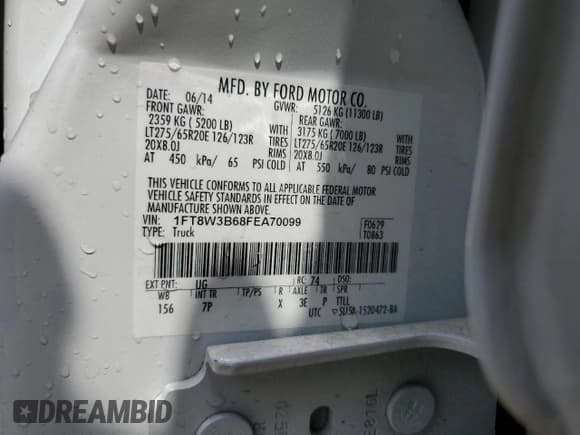 MFD. BY FORD MOTOR CO.
DATE: 06/14 GVWR: 5126 KG (11300 LB)
FRONT GAWR: REAR GAWR:
2359 KG ( 5200 LB) WITH 3175 KG ( 7000 LB) WITH
LT275/65R20E 126/123R TIRES LT275/65R20E 126/123R TIRES
20X8.0J RIMS 20X8.0J RIMS
AT 450 kPa/ 65 PSI COLD AT 550 kPa/ 80 PSI COLD
THIS VEHICLE CONFORMS TO ALL APPLICABLE FEDERAL MOTOR
VEHICLE SAFETY STANDARDS IN EFFECT ON THE DATE OF
MANUFACTURE SHOWN ABOVE.
VIN: 1FT8W3B68FEA70099 F0629
TYPE: Truck T0863
EXT PNT: UG RC: 74 DSO:
WB INT TR TP/PS R AXLE TR SPR
156 7P X 3E P TTLL
UTC ▽5U5A-1520472-BA
DREAMBID